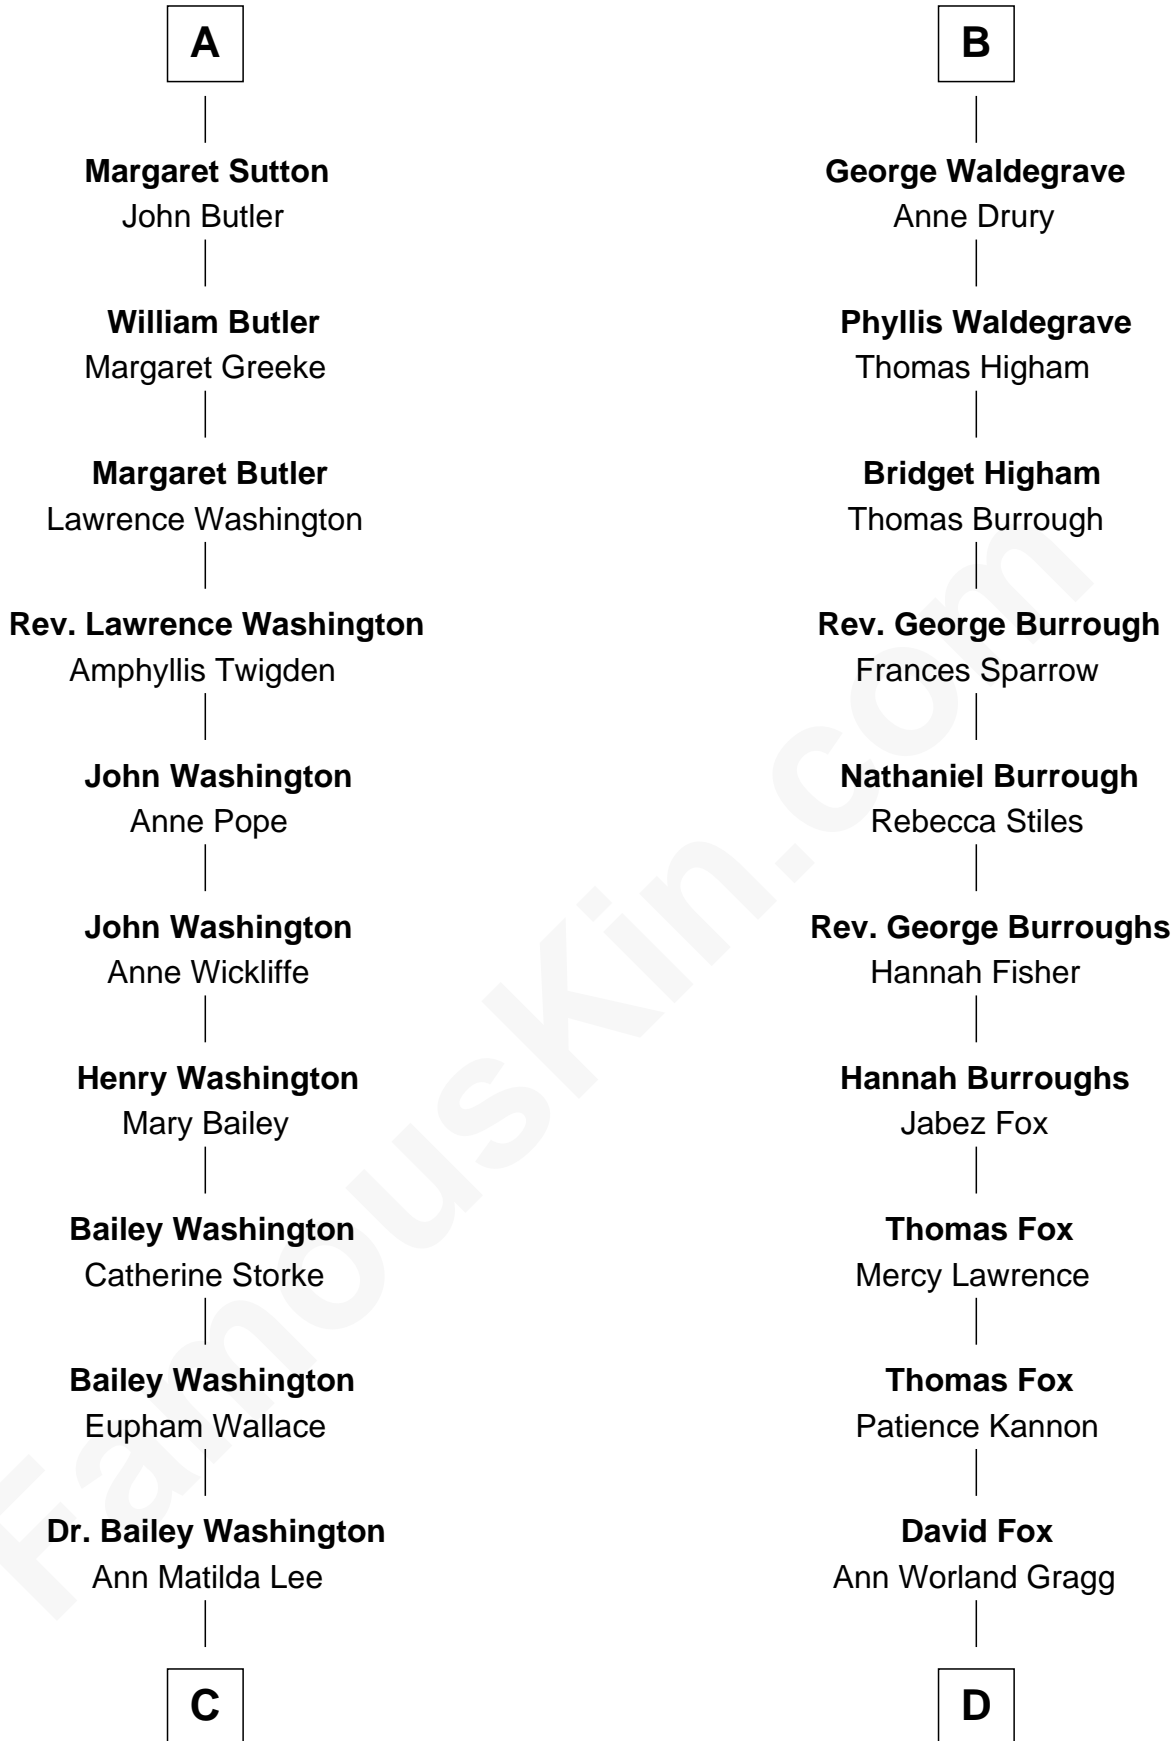 A
Margaret Sutton
John Butler
William Butler
Margaret Greeke
Margaret Butler
Lawrence Washington
Rev. Lawrence Washington
Amphyllis Twigden
John Washington
Anne Pope
John Washington
Anne Wickliffe
Henry Washington
Mary Bailey
Bailey Washington
Catherine Storke
Bailey Washington
Eupham Wallace
Dr. Bailey Washington
Ann Matilda Lee
C
B
George Waldegrave
Anne Drury
Phyllis Waldegrave
Thomas Higham
Bridget Higham
Thomas Burrough
Rev. George Burrough
Frances Sparrow
Nathaniel Burrough
Rebecca Stiles
Rev. George Burroughs
Hannah Fisher
Hannah Burroughs
Jabez Fox
Thomas Fox
Mercy Lawrence
Thomas Fox
Patience Kannon
David Fox
Ann Worland Gragg
D
FamousKin.com